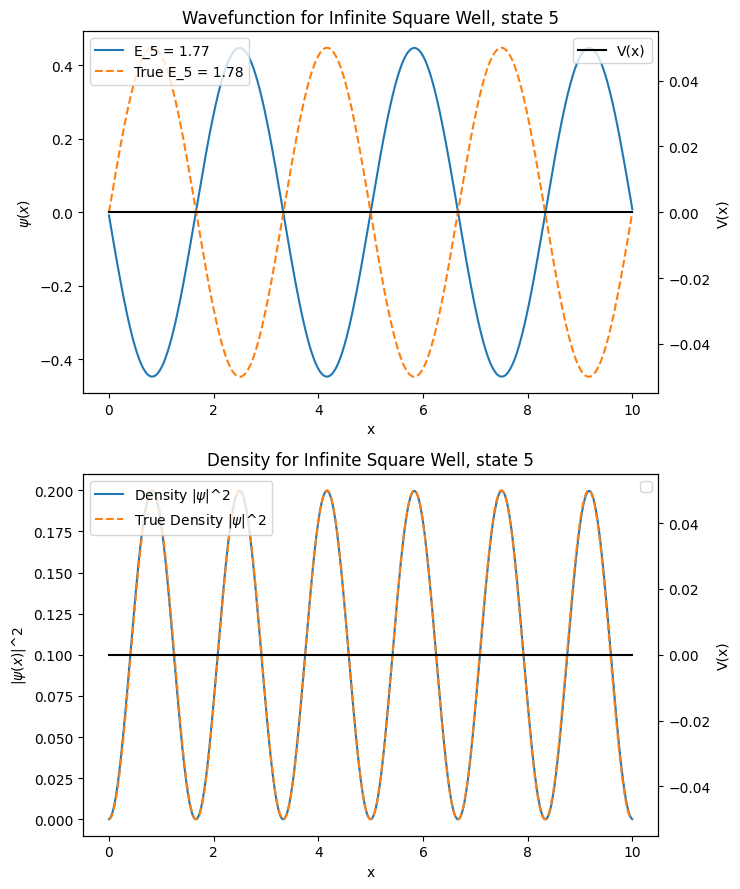 Wavefunction for Infinite Square Well, state 5
E_5 = 1.77
True E_5 = 1.78
V(x)
0.4
0.2
0.0
−0.2
−0.4
ψ(x)
0.04
0.02
0.00
−0.02
−0.04
V(x)
0 2 4 6 8 10
x
Density for Infinite Square Well, state 5
Density |ψ|^2
True Density |ψ|^2
0.200
0.175
0.150
0.125
0.100
0.075
0.050
0.025
0.000
|ψ(x)|^2
0.04
0.02
0.00
−0.02
−0.04
V(x)
0 2 4 6 8 10
x